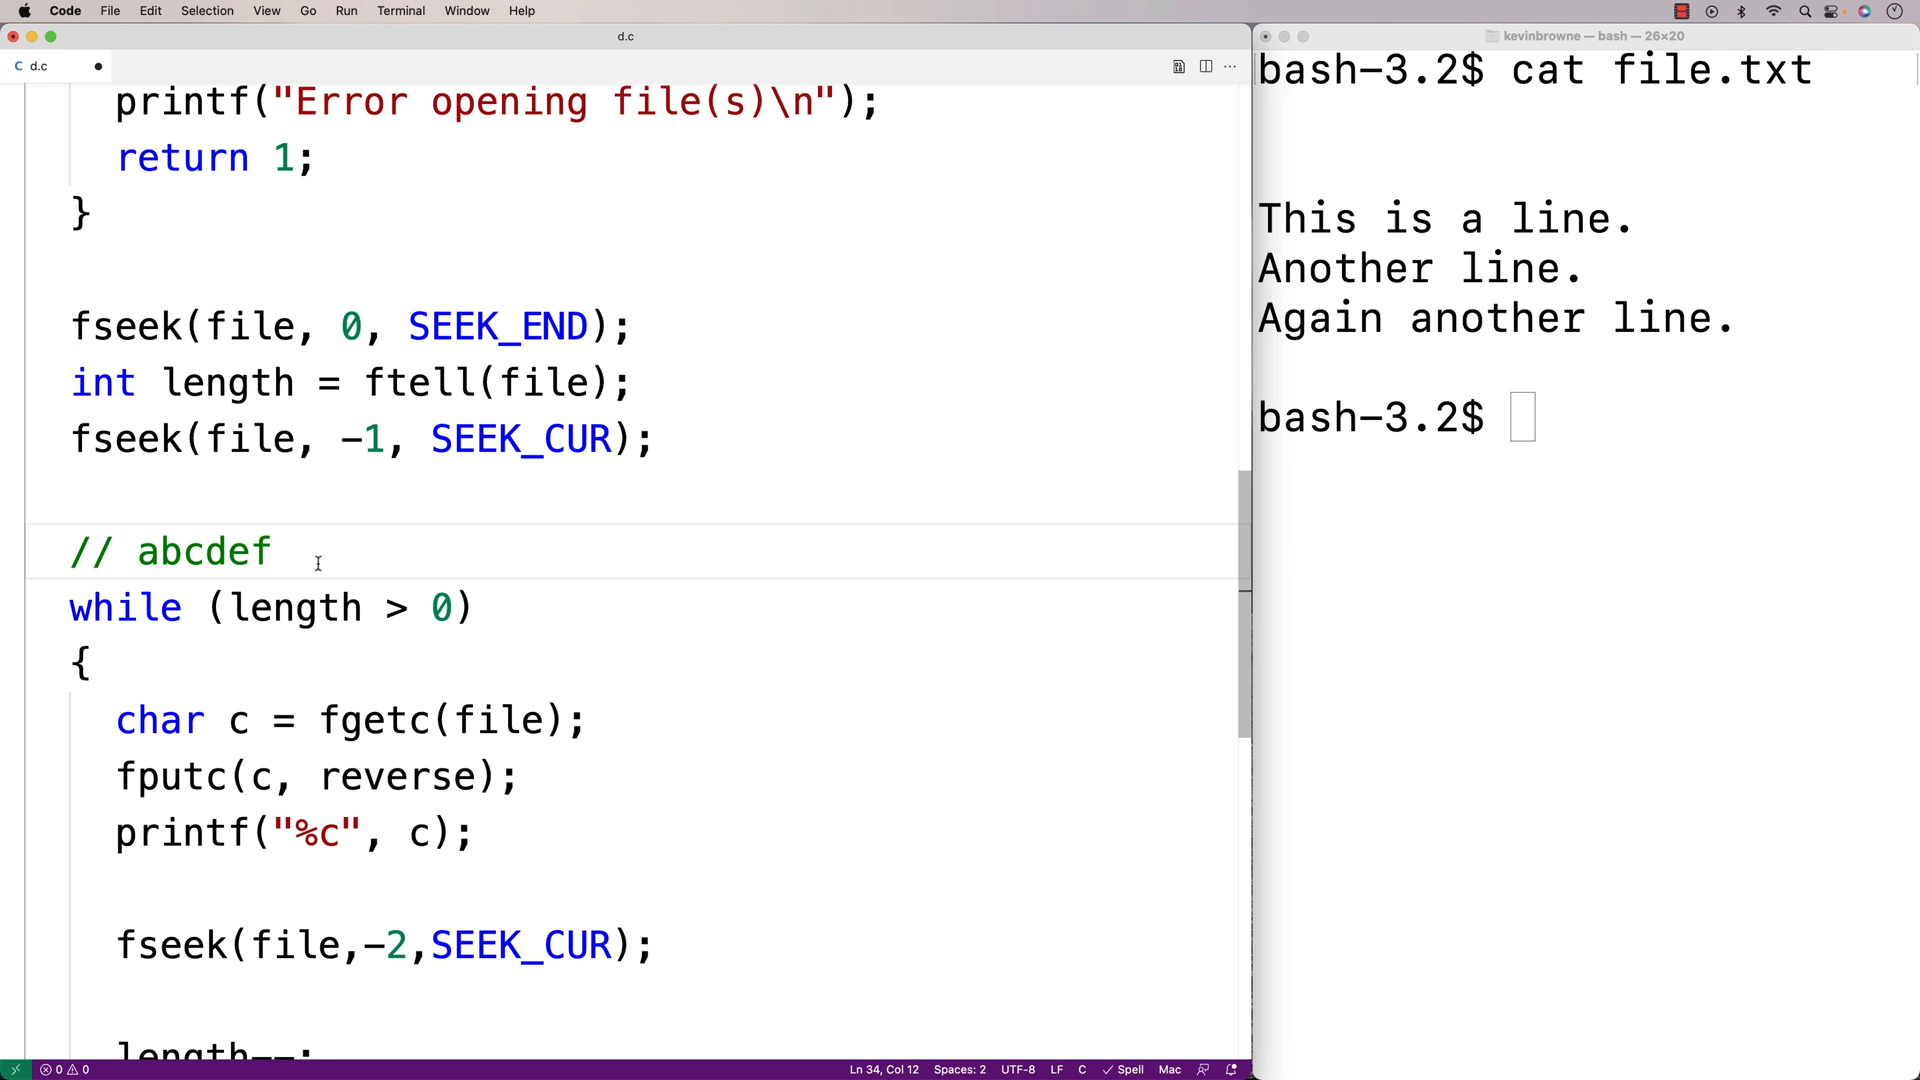 Code File Edit Selection View Go Run Terminal Window Help
d.c
kevinbrowne — bash — 26×20
C d.c
printf("Error opening file(s)\n");
return 1;
}
fseek(file, 0, SEEK_END);
int length = ftell(file);
fseek(file, -1, SEEK_CUR);
// abcdef
while (length > 0)
{
char c = fgetc(file);
fputc(c, reverse);
printf("%c", c);
fseek(file,-2,SEEK_CUR);
length--;
0 0
Ln 34, Col 12 Spaces: 2 UTF-8 LF C Spell Mac
bash-3.2$ cat file.txt
This is a line.
Another line.
Again another line.
bash-3.2$